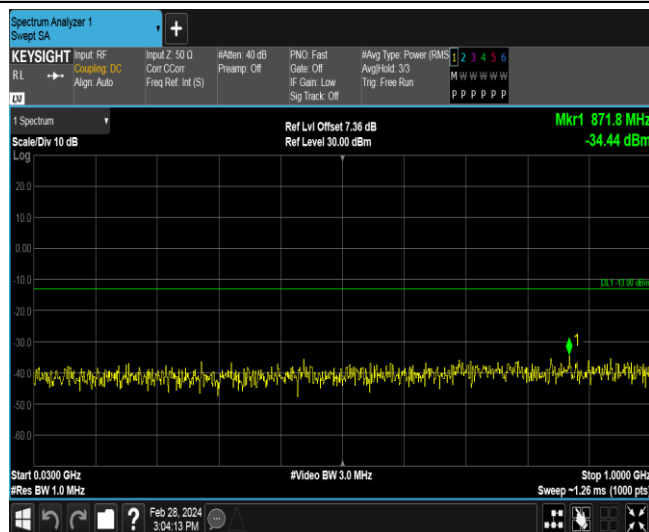 Spectrum Analyzer 1
Swept SA
+
KEYSIGHT
RL
LXI
Input: RF
Coupling: DC
Align: Auto
Input Z: 50 Ω
Corr CCorr
Freq Ref: Int (S)
#Atten: 40 dB
Preamp: Off
PNO: Fast
Gate: Off
IF Gain: Low
Sig Track: Off
#Avg Type: Power (RMS
Avg|Hold: 3/3
Trig: Free Run
1 2 3 4 5 6
M W W W W W
P P P P P P
1 Spectrum
Scale/Div 10 dB
Log
Ref Lvl Offset 7.36 dB
Ref Level 30.00 dBm
Mkr1 871.8 MHz
-34.44 dBm
20.0
10.0
0.00
-10.0
-20.0
-30.0
-40.0
-50.0
-60.0
DL1 -13.00 dBm
1
Start 0.0300 GHz
#Res BW 1.0 MHz
#Video BW 3.0 MHz
Stop 1.0000 GHz
Sweep ~1.26 ms (1000 pts)
?
Feb 28, 2024
3:04:13 PM